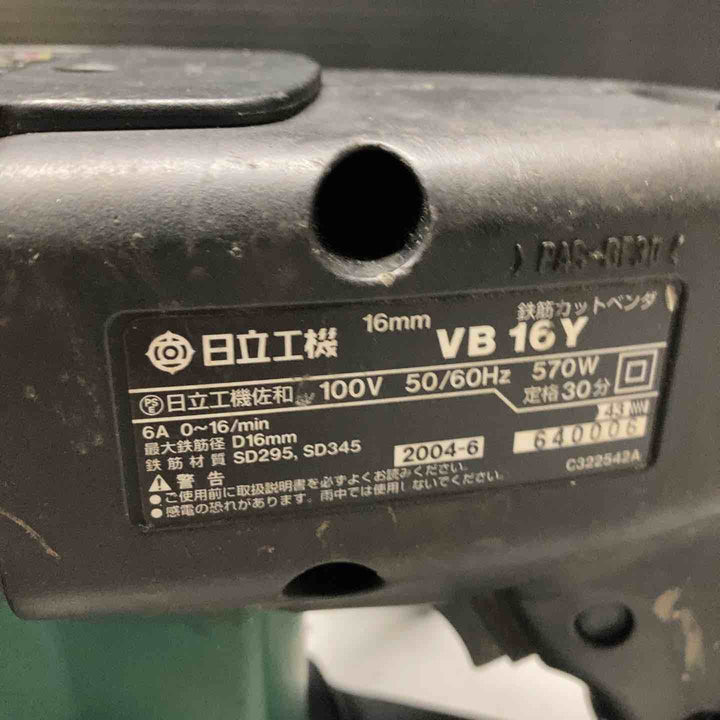 鉄筋カットベンダ
日立工機 16mm VB 16Y
日立工機佐和 100V 50/60Hz 570W
定格30分
6A 0~16/min
最大鉄筋径 D16mm
鉄筋材質 SD295, SD345
2004-6
43
640006
C322542A
警告
●ご使用前に取扱説明書を必ずよくお読みください。
●感電の恐れがあります。雨中では使用しないでください。